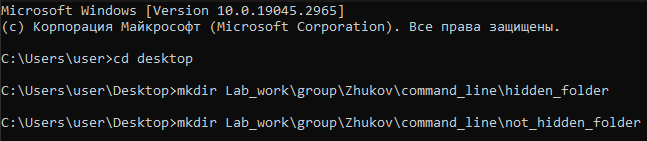 Microsoft Windows [Version 10.0.19045.2965]
(c) Корпорация Майкрософт (Microsoft Corporation). Все права защищены.
C:\Users\user>cd desktop
C:\Users\user\Desktop>mkdir Lab_work\group\Zhukov\command_line\hidden_folder
C:\Users\user\Desktop>mkdir Lab_work\group\Zhukov\command_line\not_hidden_folder